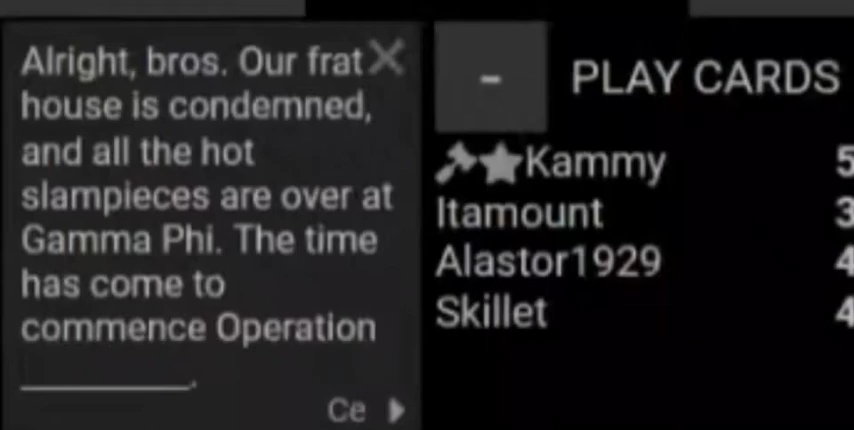 Alright, bros. Our frat
house is condemned,
and all the hot
slampieces are over at
Gamma Phi. The time
has come to
commence Operation
__________.
Ce
-
PLAY CARDS
Kammy 5
Itamount 3
Alastor1929 4
Skillet 4